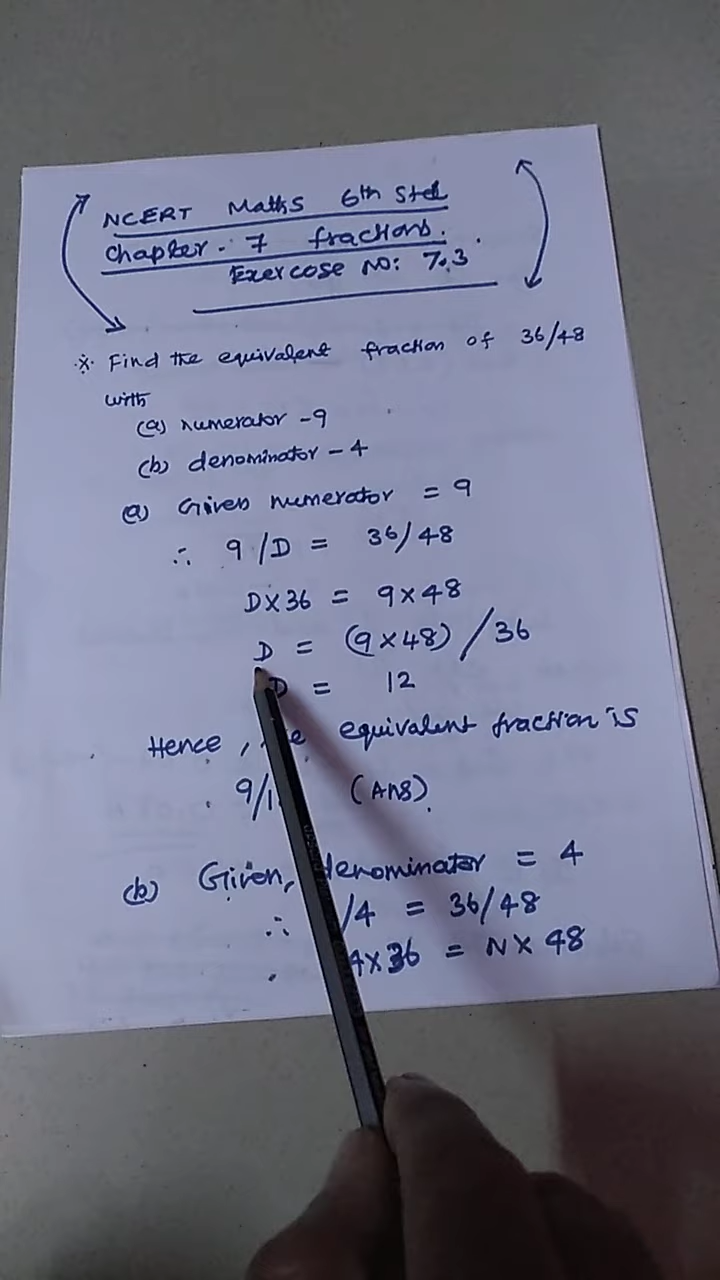 NCERT Maths 6th Std
Chapter. 7 fractions.
Exercose No: 7.3
※ Find the equivalent fraction of 36/48
with
(a) numerator -9
(b) denominator - 4
(a) Given numerator = 9
∴ 9/D = 36/48
D×36 = 9×48
D = (9×48)/36
D = 12
Hence, equivalent fraction is
9/1 (Ans).
(b) Given, denominator = 4
∴ /4 = 36/48
4×36 = N×48